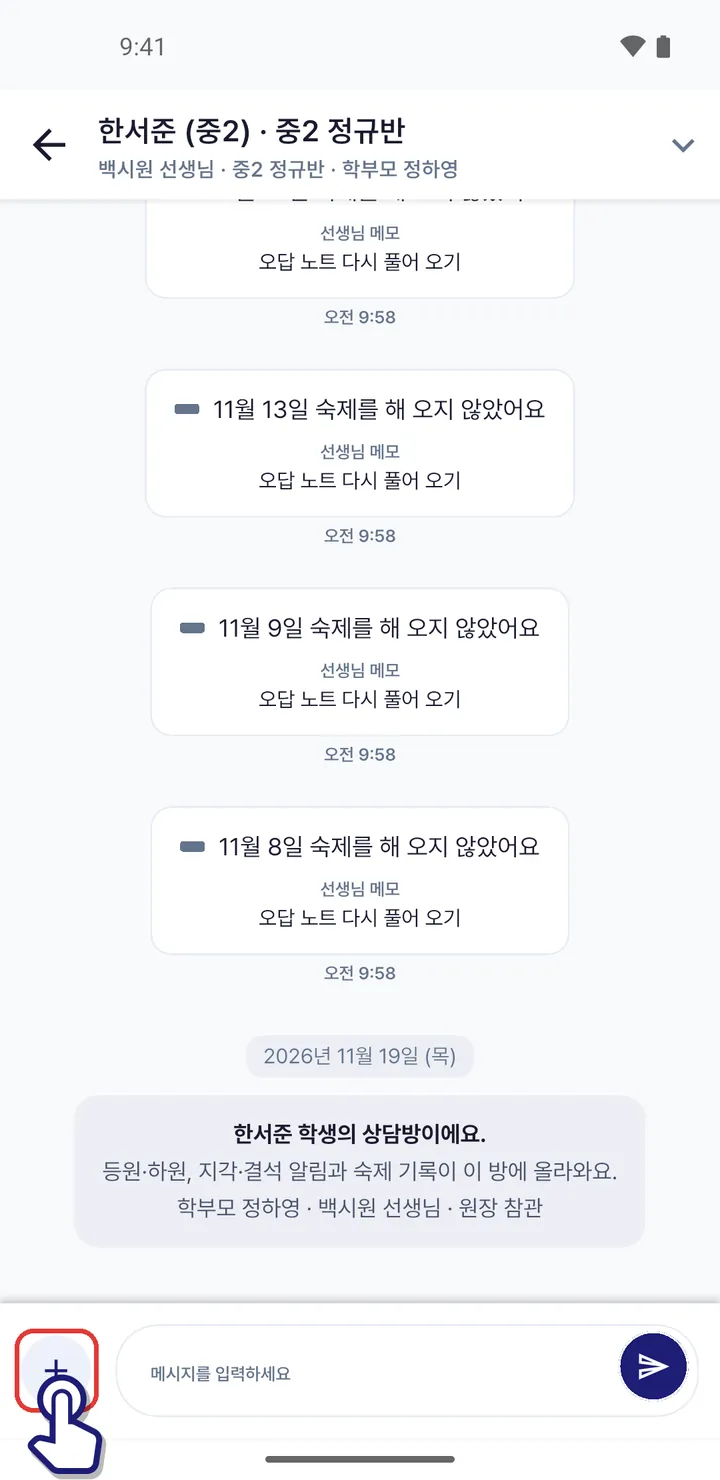 9:41
한서준 (중2) · 중2 정규반
백시원 선생님 · 중2 정규반 · 학부모 정하영
선생님 메모
오답 노트 다시 풀어 오기
오전 9:58
11월 13일 숙제를 해 오지 않았어요
선생님 메모
오답 노트 다시 풀어 오기
오전 9:58
11월 9일 숙제를 해 오지 않았어요
선생님 메모
오답 노트 다시 풀어 오기
오전 9:58
11월 8일 숙제를 해 오지 않았어요
선생님 메모
오답 노트 다시 풀어 오기
오전 9:58
2026년 11월 19일 (목)
한서준 학생의 상담방이에요.
등원·하원, 지각·결석 알림과 숙제 기록이 이 방에 올라와요.
학부모 정하영 · 백시원 선생님 · 원장 참관
메시지를 입력하세요